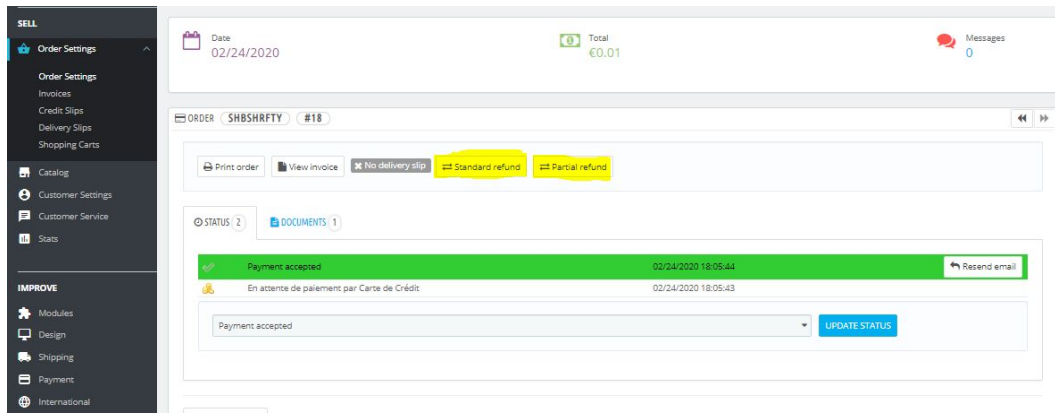 SELL
Order Settings
Order Settings
Invoices
Credit Slips
Delivery Slips
Shopping Carts
Catalog
Customer Settings
Customer Service
Stats
IMPROVE
Modules
Design
Shipping
Payment
International
Date
02/24/2020
Total
€0.01
Messages
0
ORDER SHBSHRFTY #18
Print order View invoice No delivery slip Standard refund Partial refund
STATUS 2 DOCUMENTS 1
Payment accepted 02/24/2020 18:05:44 Resend email
En attente de paiement par Carte de Crédit 02/24/2020 18:05:43
Payment accepted UPDATE STATUS